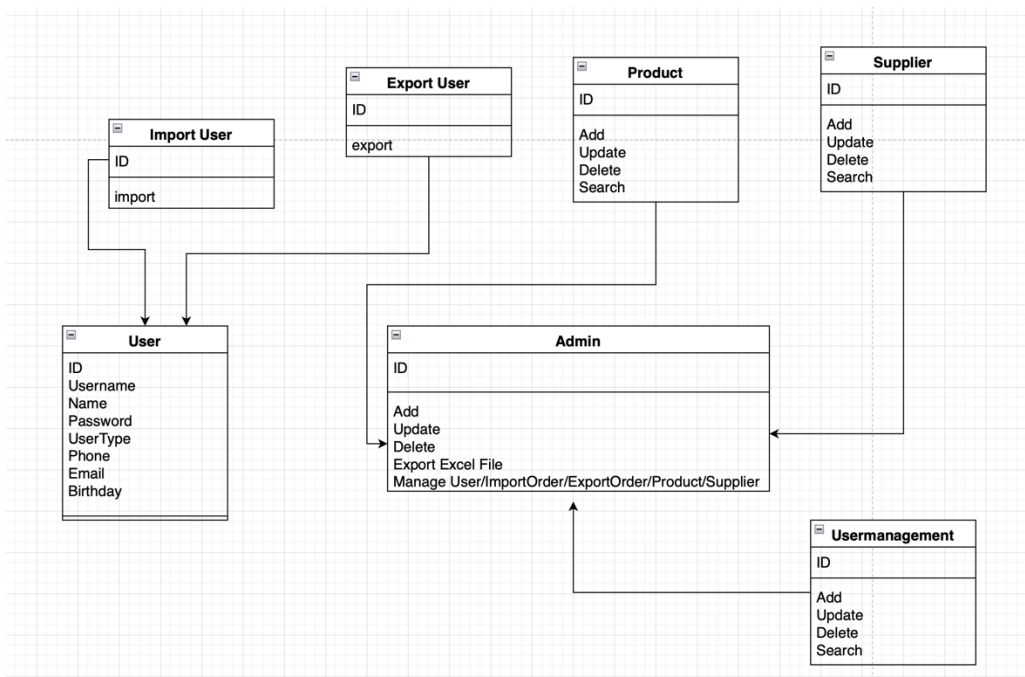 Import User
ID
import
Export User
ID
export
Product
ID
Add
Update
Delete
Search
Supplier
ID
Add
Update
Delete
Search
User
ID
Username
Name
Password
UserType
Phone
Email
Birthday
Admin
ID
Add
Update
Delete
Export Excel File
Manage User/ImportOrder/ExportOrder/Product/Supplier
Usermanagement
ID
Add
Update
Delete
Search